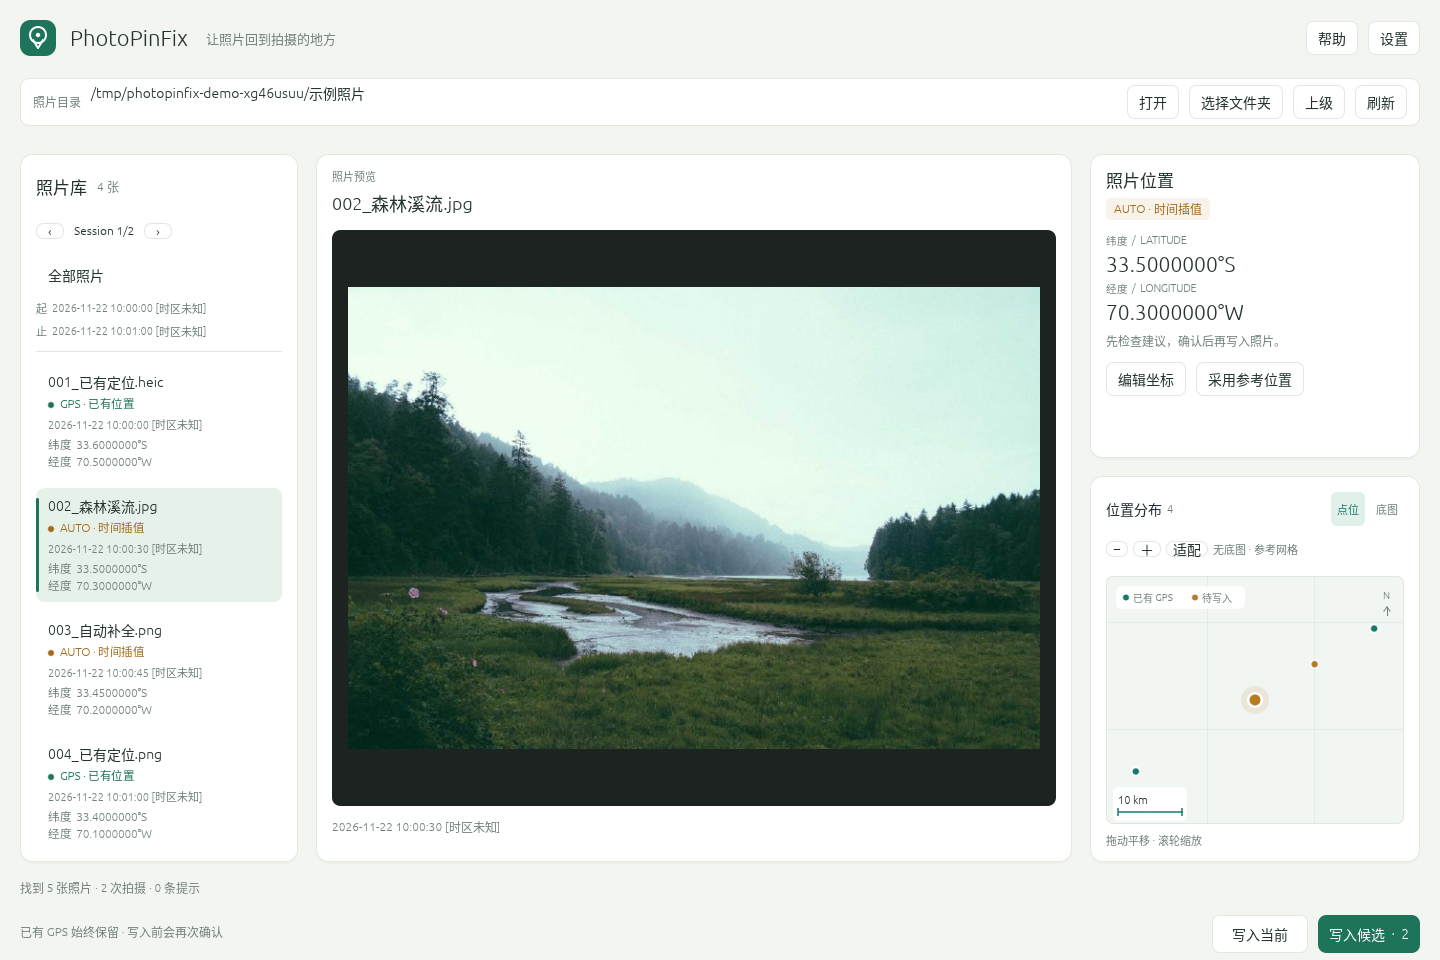 PhotoPinFix 让照片回到拍摄的地方 帮助 设置
照片目录 /tmp/photopinfix-demo-xg46usuu/示例照片 打开 选择文件夹 上级 刷新
照片库 4 张
‹ Session 1/2 ›
全部照片
起 2026-11-22 10:00:00 [时区未知]
止 2026-11-22 10:01:00 [时区未知]
001_已有定位.heic
GPS · 已有位置
2026-11-22 10:00:00 [时区未知]
纬度 33.6000000°S
经度 70.5000000°W
002_森林溪流.jpg
AUTO · 时间插值
2026-11-22 10:00:30 [时区未知]
纬度 33.5000000°S
经度 70.3000000°W
003_自动补全.png
AUTO · 时间插值
2026-11-22 10:00:45 [时区未知]
纬度 33.4500000°S
经度 70.2000000°W
004_已有定位.png
GPS · 已有位置
2026-11-22 10:01:00 [时区未知]
纬度 33.4000000°S
经度 70.1000000°W
照片预览
002_森林溪流.jpg
2026-11-22 10:00:30 [时区未知]
照片位置
AUTO · 时间插值
纬度 / LATITUDE
33.5000000°S
经度 / LONGITUDE
70.3000000°W
先检查建议，确认后再写入照片。
编辑坐标 采用参考位置
位置分布 4 点位 底图
− + 适配 无底图 · 参考网格
已有 GPS 待写入 N
10 km
拖动平移 · 滚轮缩放
找到 5 张照片 · 2 次拍摄 · 0 条提示
已有 GPS 始终保留 · 写入前会再次确认 写入当前 写入候选 · 2